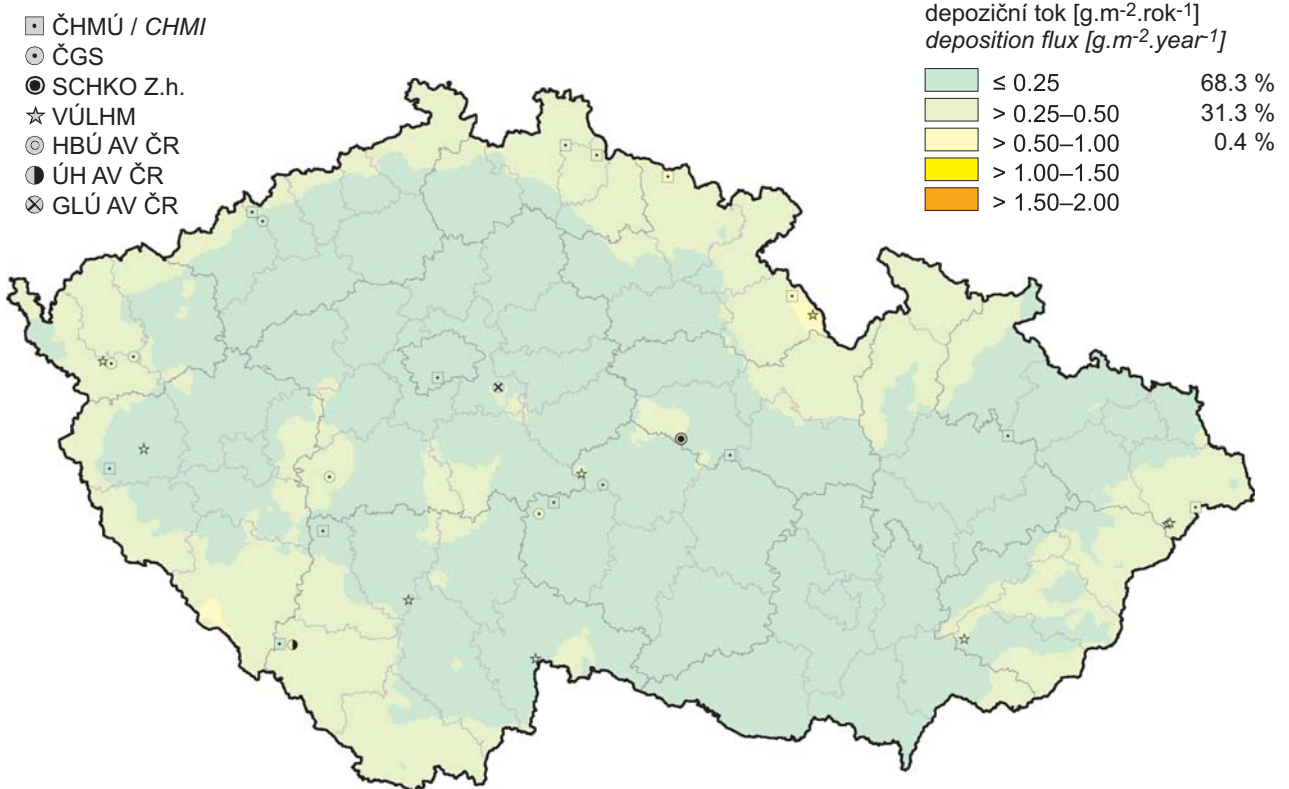 ČHMÚ / CHMI
ČGS
SCHKO Z.h.
VÚLHM
HBÚ AV ČR
ÚH AV ČR
GLÚ AV ČR
depoziční tok [g.m-2.rok-1]
deposition flux [g.m-2.year-1]
≤ 0.25 68.3 %
> 0.25–0.50 31.3 %
> 0.50–1.00 0.4 %
> 1.00–1.50
> 1.50–2.00